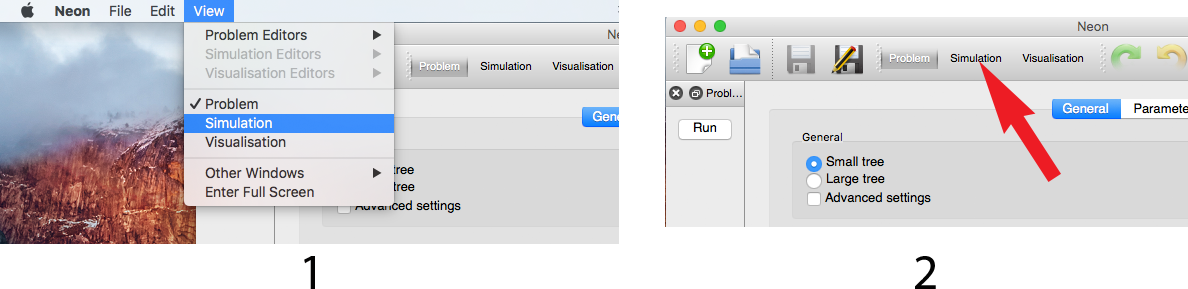 Neon File Edit View
Problem Editors
Simulation Editors
Visualisation Editors
Problem
Simulation
Visualisation
Other Windows
Enter Full Screen
Problem Simulation Visualisation
tree
tree
Advanced settings
1
Neon
Problem Simulation Visualisation
Probl...
General Paramete
Run
General
Small tree
Large tree
Advanced settings
2